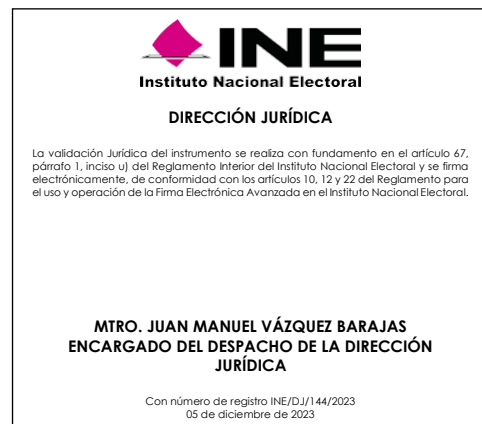 INE
Instituto Nacional Electoral
DIRECCIÓN JURÍDICA
La validación Jurídica del instrumento se realiza con fundamento en el artículo 67,
párrafo 1, inciso u) del Reglamento Interior del Instituto Nacional Electoral y se firma
electrónicamente, de conformidad con los artículos 10, 12 y 22 del Reglamento para
el uso y operación de la Firma Electrónica Avanzada en el Instituto Nacional Electoral.
MTRO. JUAN MANUEL VÁZQUEZ BARAJAS
ENCARGADO DEL DESPACHO DE LA DIRECCIÓN
JURÍDICA
Con número de registro INE/DJ/144/2023
05 de diciembre de 2023